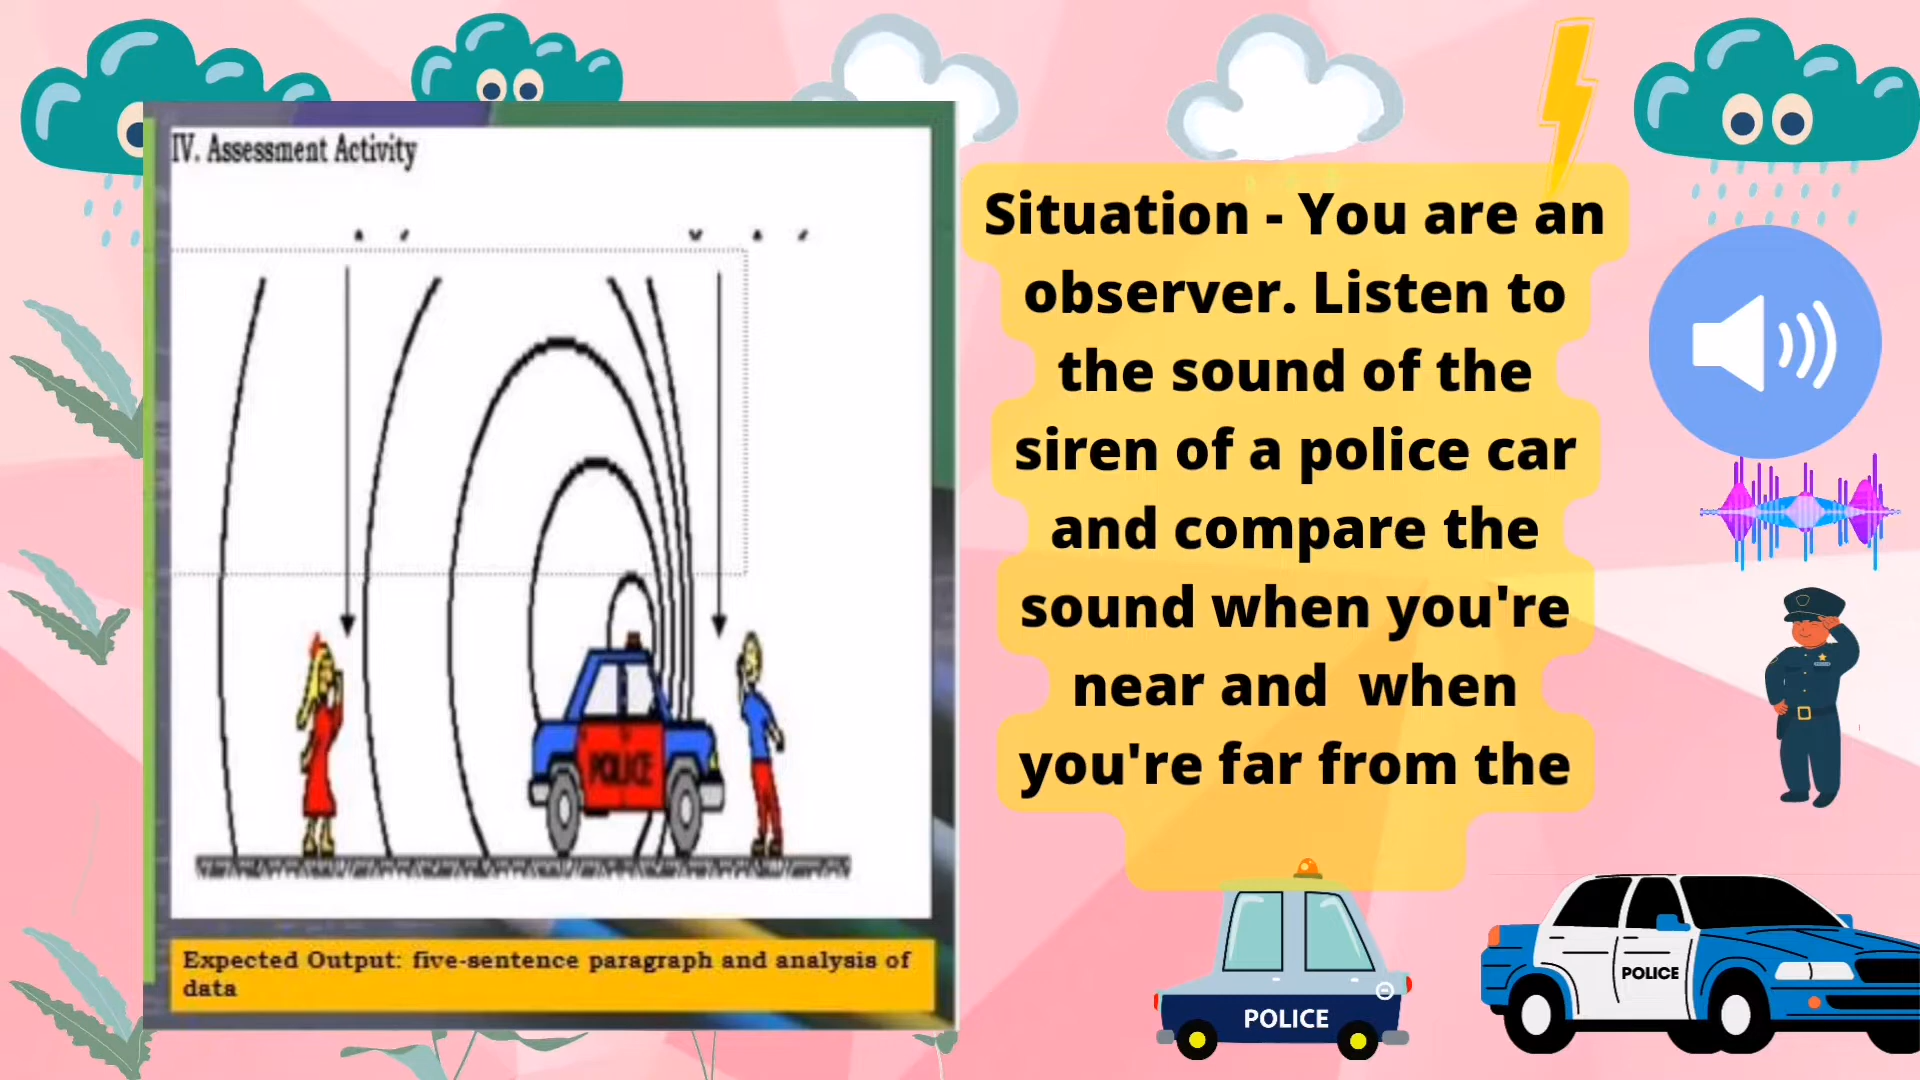 IV. Assessment Activity
POLICE
Expected Output: five-sentence paragraph and analysis of
data
Situation - You are an
observer. Listen to
the sound of the
siren of a police car
and compare the
sound when you're
near and when
you're far from the
POLICE
POLICE